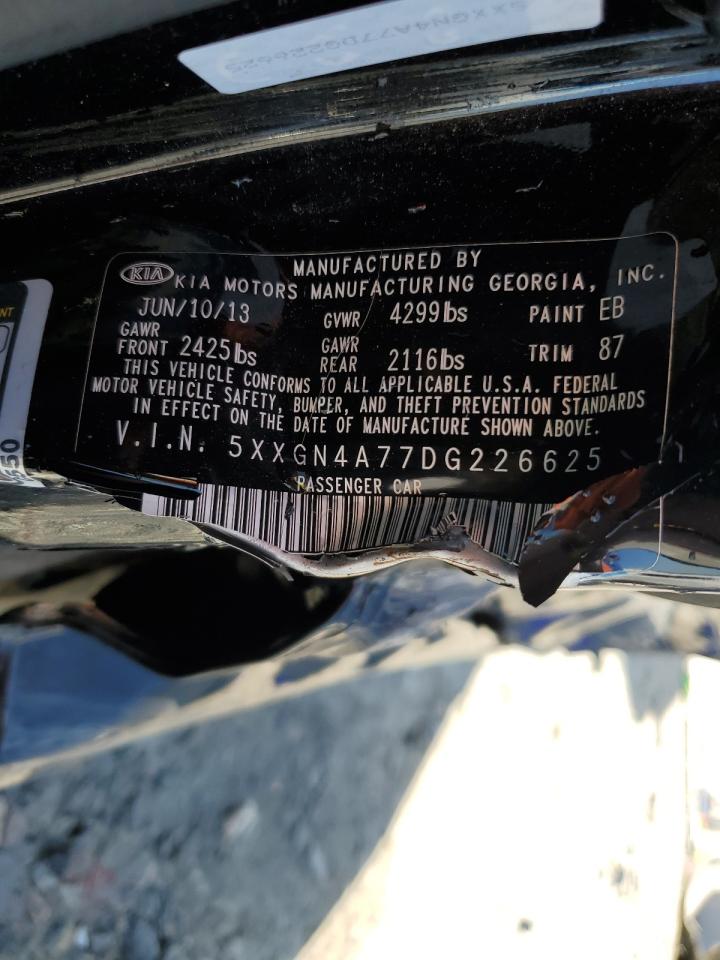 5XXGN4A77DG226625
MANUFACTURED BY
KIA KIA MOTORS MANUFACTURING GEORGIA, INC.
JUN/10/13 GVWR 4299lbs PAINT EB
GAWR FRONT 2425lbs GAWR REAR 2116lbs TRIM 87
THIS VEHICLE CONFORMS TO ALL APPLICABLE U.S.A. FEDERAL
MOTOR VEHICLE SAFETY, BUMPER, AND THEFT PREVENTION STANDARDS
IN EFFECT ON THE DATE OF MANUFACTURE SHOWN ABOVE.
V.I.N. 5XXGN4A77DG226625
PASSENGER CAR